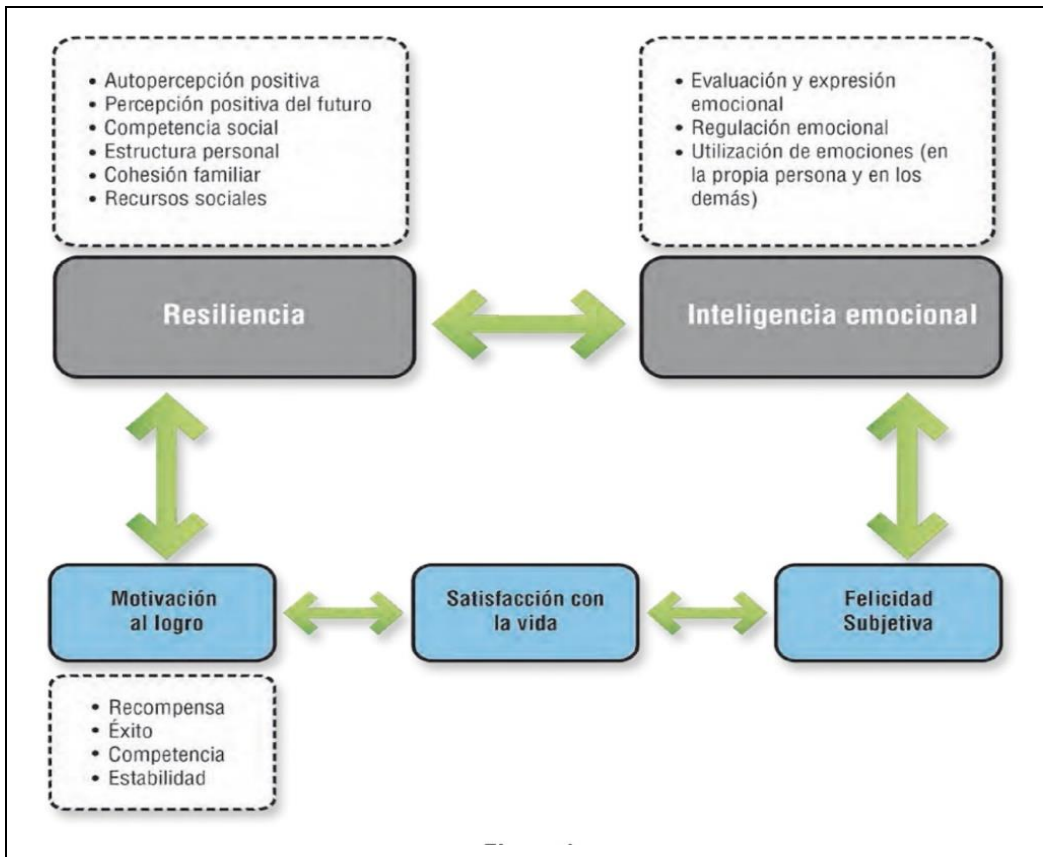 • Autopercepción positiva
• Percepción positiva del futuro
• Competencia social
• Estructura personal
• Cohesión familiar
• Recursos sociales
• Evaluación y expresión
emocional
• Regulación emocional
• Utilización de emociones (en
la propia persona y en los
demás)
Resiliencia
Inteligencia emocional
Motivación
al logro
Satisfacción con
la vida
Felicidad
Subjetiva
• Recompensa
• Éxito
• Competencia
• Estabilidad